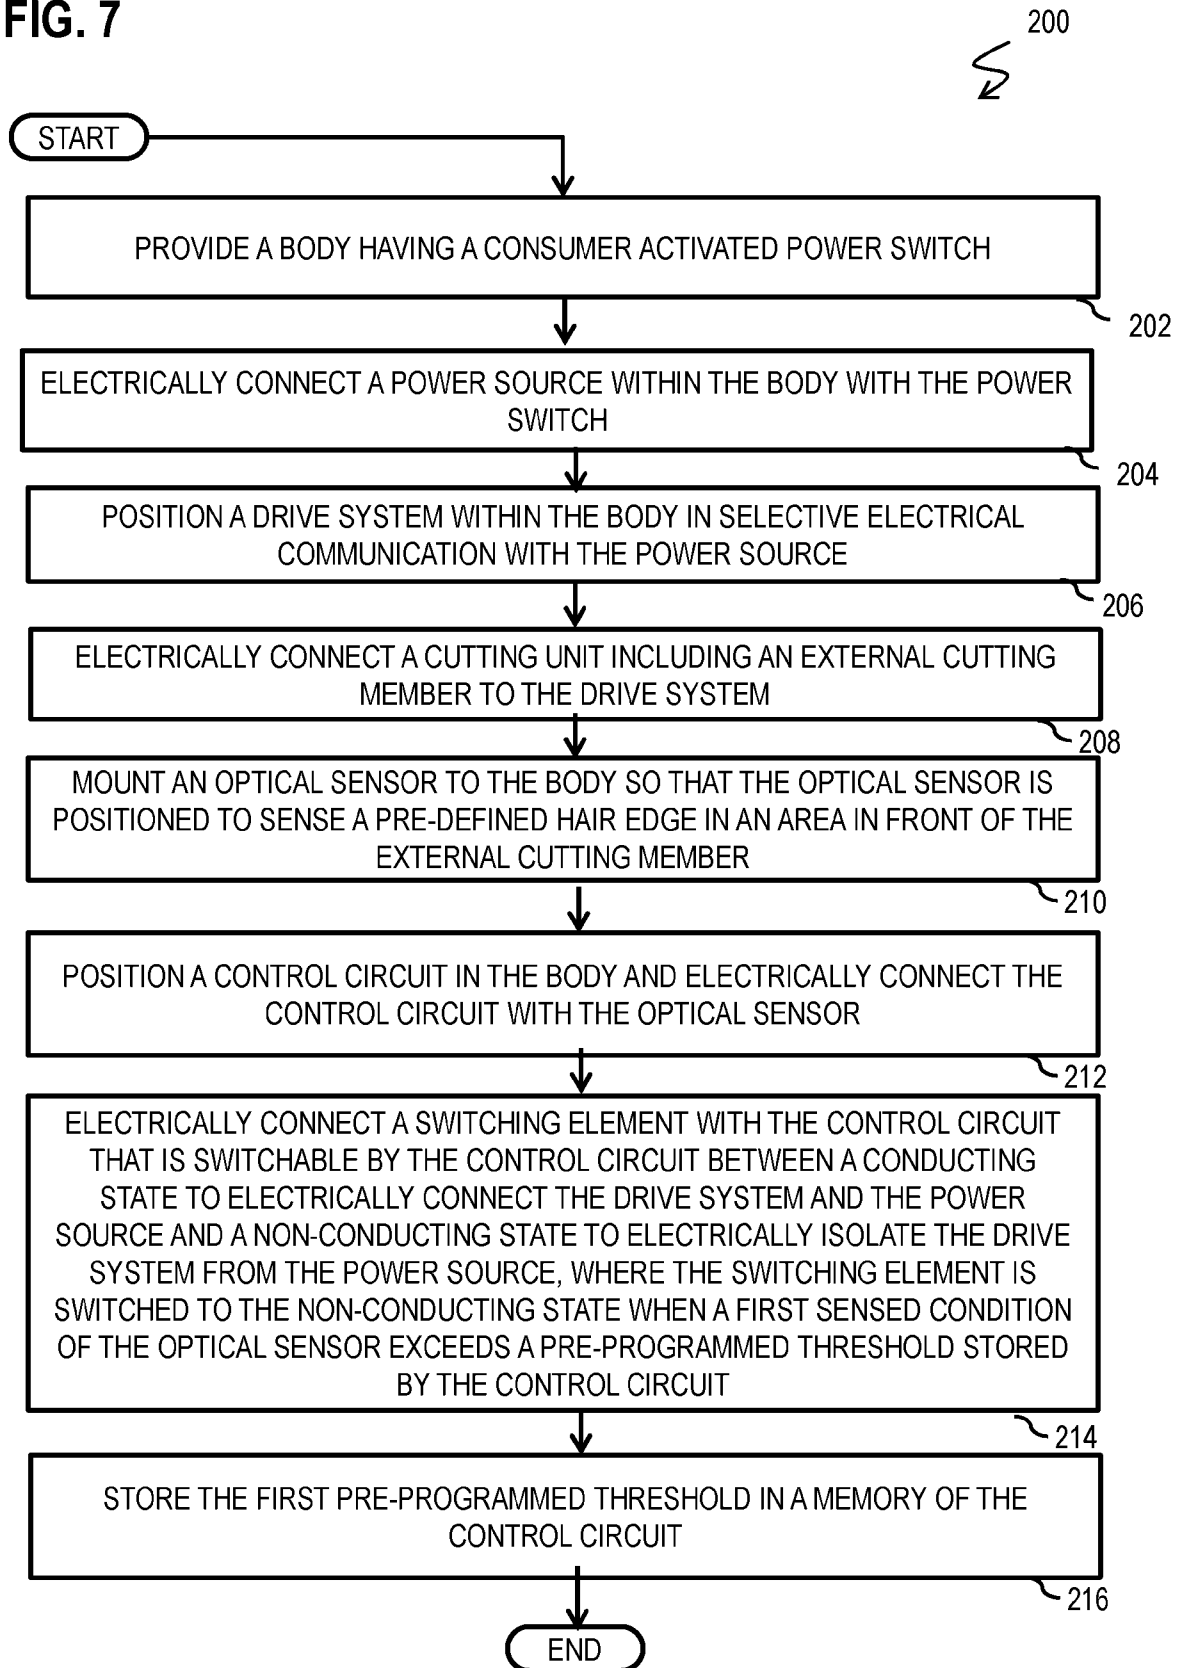 FIG. 7
200
START
PROVIDE A BODY HAVING A CONSUMER ACTIVATED POWER SWITCH
202
ELECTRICALLY CONNECT A POWER SOURCE WITHIN THE BODY WITH THE POWER
SWITCH
204
POSITION A DRIVE SYSTEM WITHIN THE BODY IN SELECTIVE ELECTRICAL
COMMUNICATION WITH THE POWER SOURCE
206
ELECTRICALLY CONNECT A CUTTING UNIT INCLUDING AN EXTERNAL CUTTING
MEMBER TO THE DRIVE SYSTEM
208
MOUNT AN OPTICAL SENSOR TO THE BODY SO THAT THE OPTICAL SENSOR IS
POSITIONED TO SENSE A PRE-DEFINED HAIR EDGE IN AN AREA IN FRONT OF THE
EXTERNAL CUTTING MEMBER
210
POSITION A CONTROL CIRCUIT IN THE BODY AND ELECTRICALLY CONNECT THE
CONTROL CIRCUIT WITH THE OPTICAL SENSOR
212
ELECTRICALLY CONNECT A SWITCHING ELEMENT WITH THE CONTROL CIRCUIT
THAT IS SWITCHABLE BY THE CONTROL CIRCUIT BETWEEN A CONDUCTING
STATE TO ELECTRICALLY CONNECT THE DRIVE SYSTEM AND THE POWER
SOURCE AND A NON-CONDUCTING STATE TO ELECTRICALLY ISOLATE THE DRIVE
SYSTEM FROM THE POWER SOURCE, WHERE THE SWITCHING ELEMENT IS
SWITCHED TO THE NON-CONDUCTING STATE WHEN A FIRST SENSED CONDITION
OF THE OPTICAL SENSOR EXCEEDS A PRE-PROGRAMMED THRESHOLD STORED
BY THE CONTROL CIRCUIT
214
STORE THE FIRST PRE-PROGRAMMED THRESHOLD IN A MEMORY OF THE
CONTROL CIRCUIT
216
END